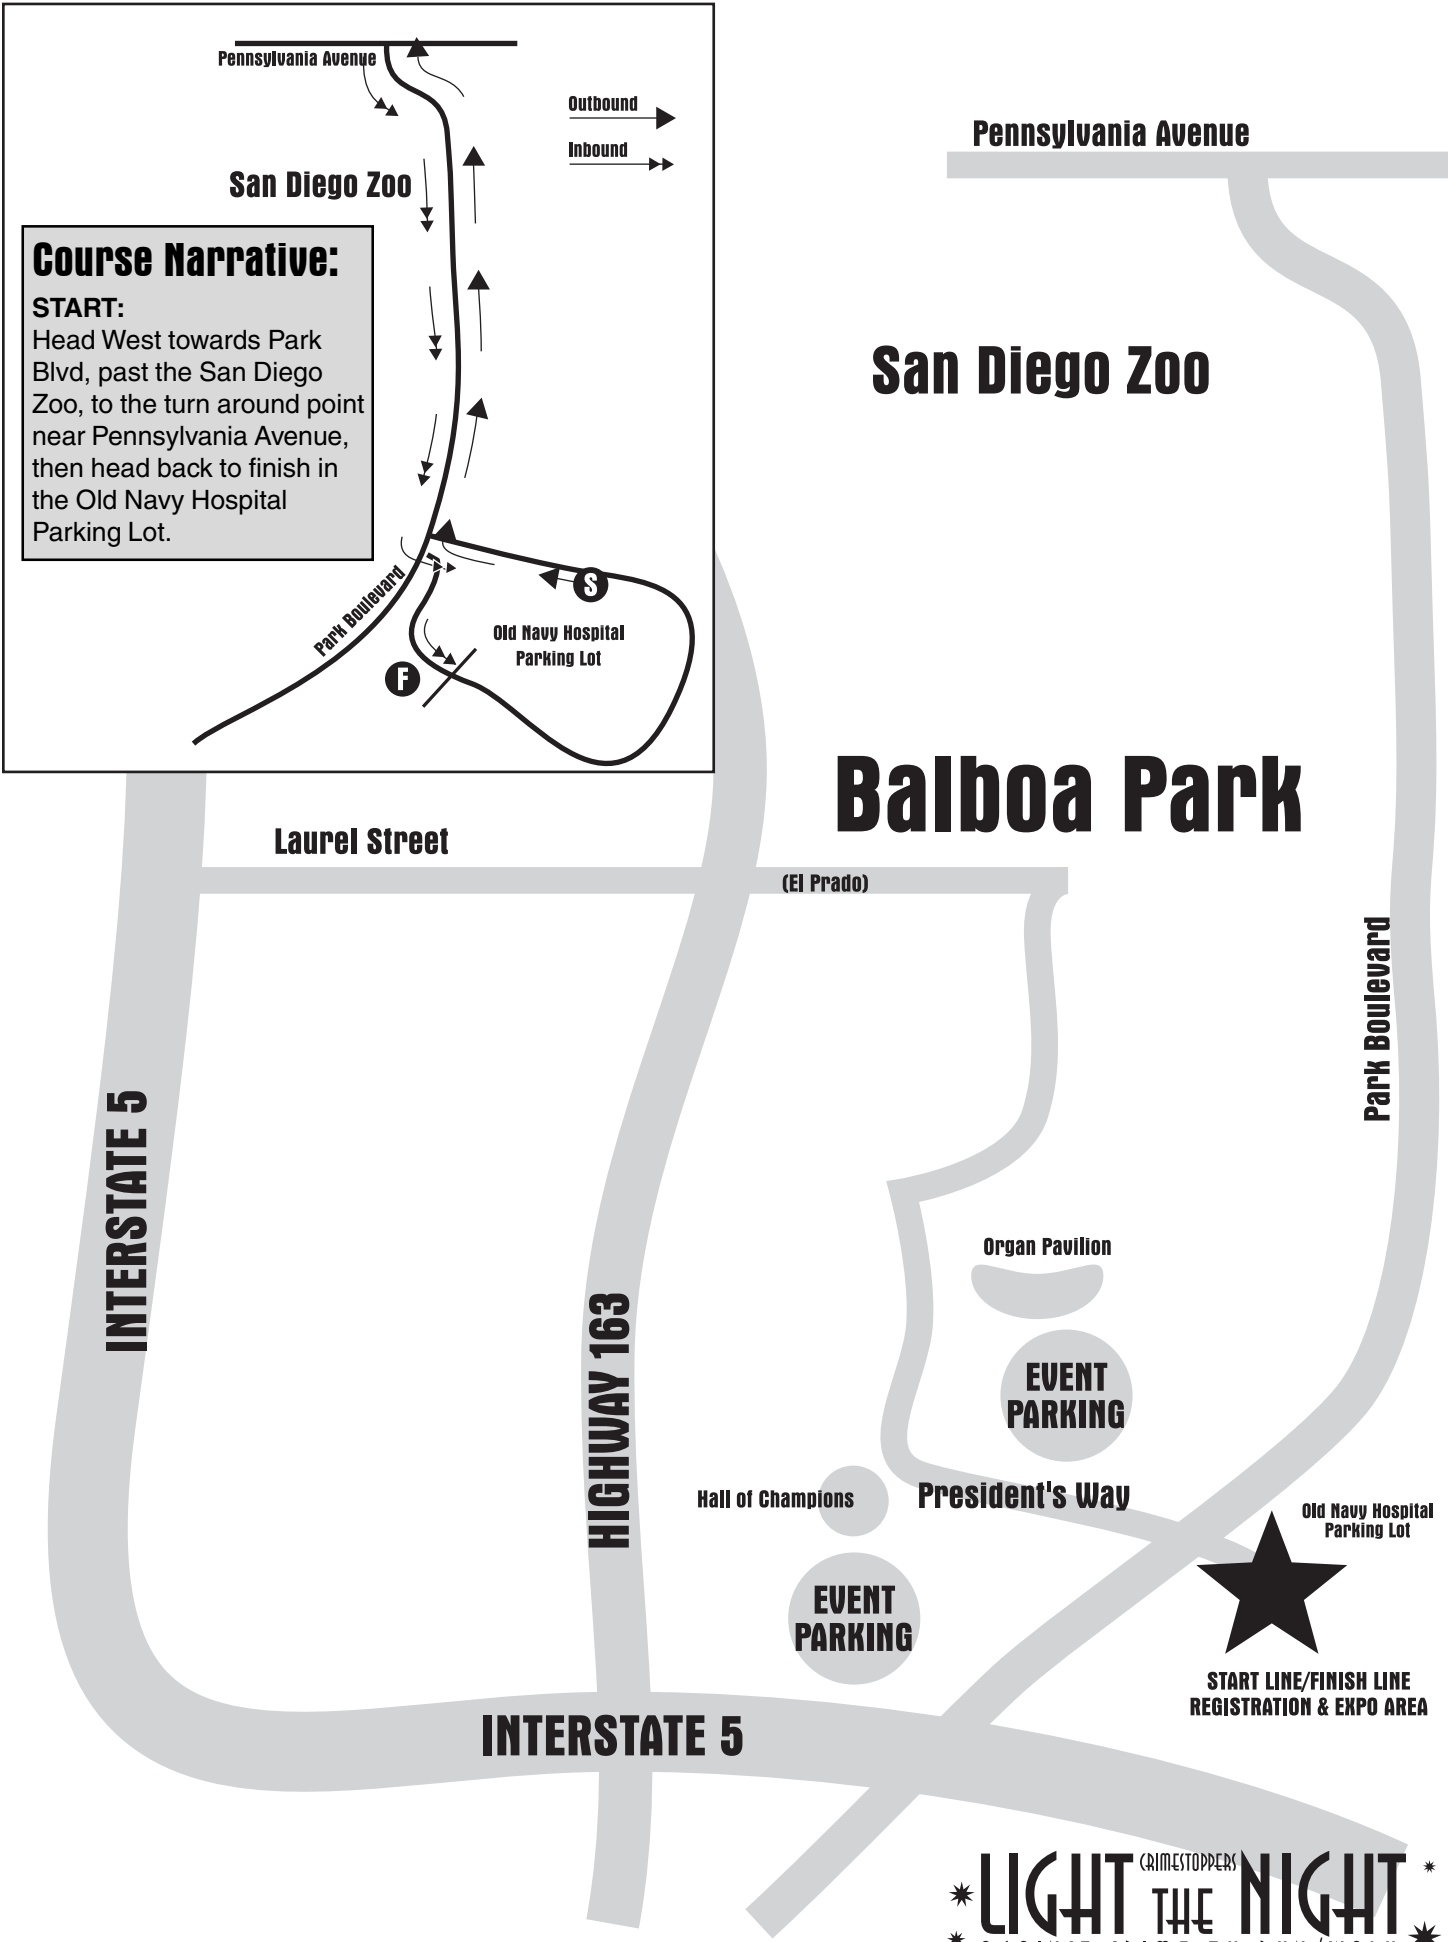 Pennsylvania Avenue
Outbound
Inbound
San Diego Zoo
Course Narrative:
START:
Head West towards Park
Blvd, past the San Diego
Zoo, to the turn around point
near Pennsylvania Avenue,
then head back to finish in
the Old Navy Hospital
Parking Lot.
Park Boulevard
S
Old Navy Hospital
Parking Lot
F
Pennsylvania Avenue
San Diego Zoo
Balboa Park
Laurel Street
(El Prado)
Park Boulevard
INTERSTATE 5
HIGHWAY 163
Organ Pavilion
EVENT
PARKING
Hall of Champions
President's Way
Old Navy Hospital
Parking Lot
EVENT
PARKING
START LINE/FINISH LINE
REGISTRATION & EXPO AREA
INTERSTATE 5
CRIMESTOPPERS
LIGHT THE NIGHT